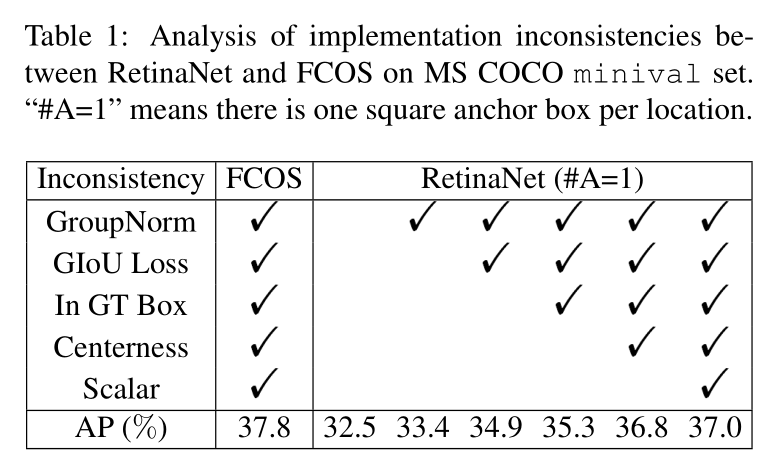 Table 1: Analysis of implementation inconsistencies be-
tween RetinaNet and FCOS on MS COCO minival set.
“#A=1” means there is one square anchor box per location.
Inconsistency FCOS RetinaNet (#A=1)
GroupNorm ✓ ✓ ✓ ✓ ✓ ✓
GIoU Loss ✓ ✓ ✓ ✓ ✓
In GT Box ✓ ✓ ✓ ✓
Centerness ✓ ✓ ✓
Scalar ✓ ✓
AP (%) 37.8 32.5 33.4 34.9 35.3 36.8 37.0